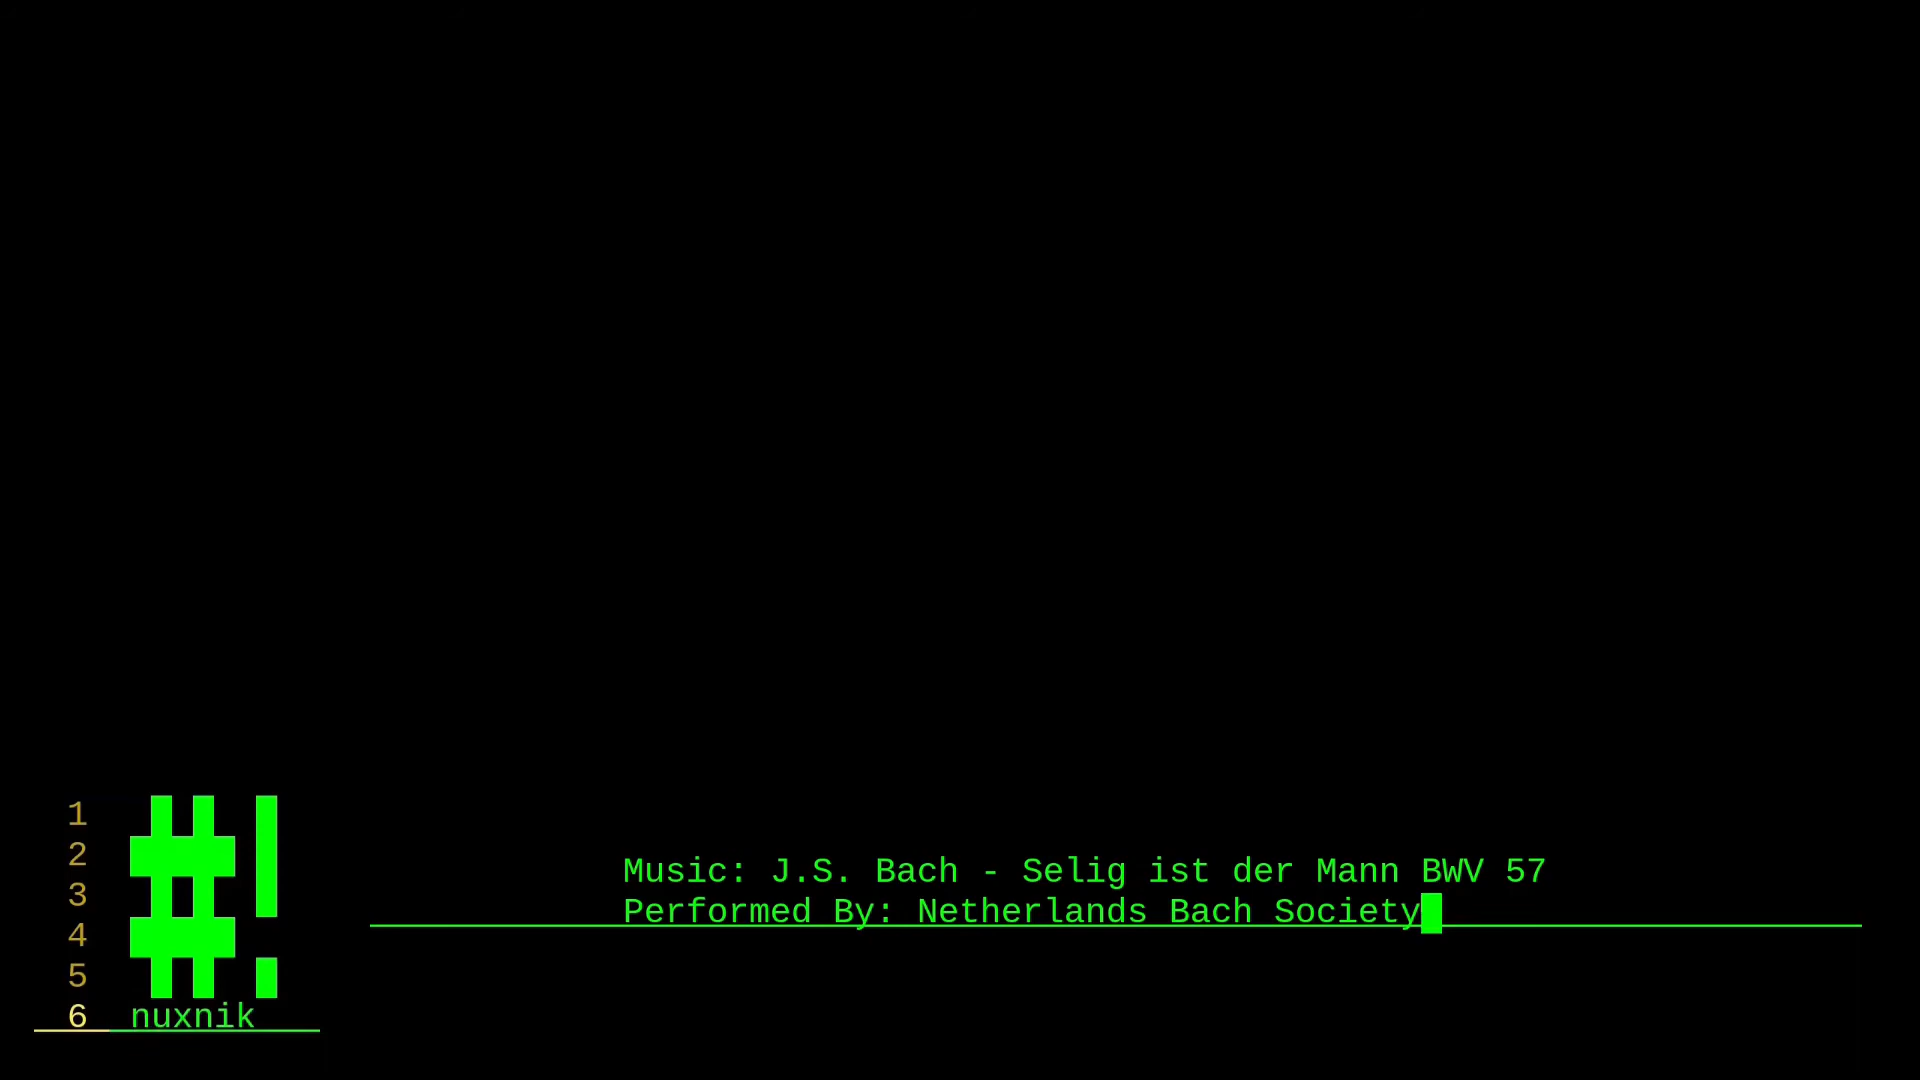 1
2
3
4
5
6 nuxnik
#!
Music: J.S. Bach - Selig ist der Mann BWV 57
Performed By: Netherlands Bach Society